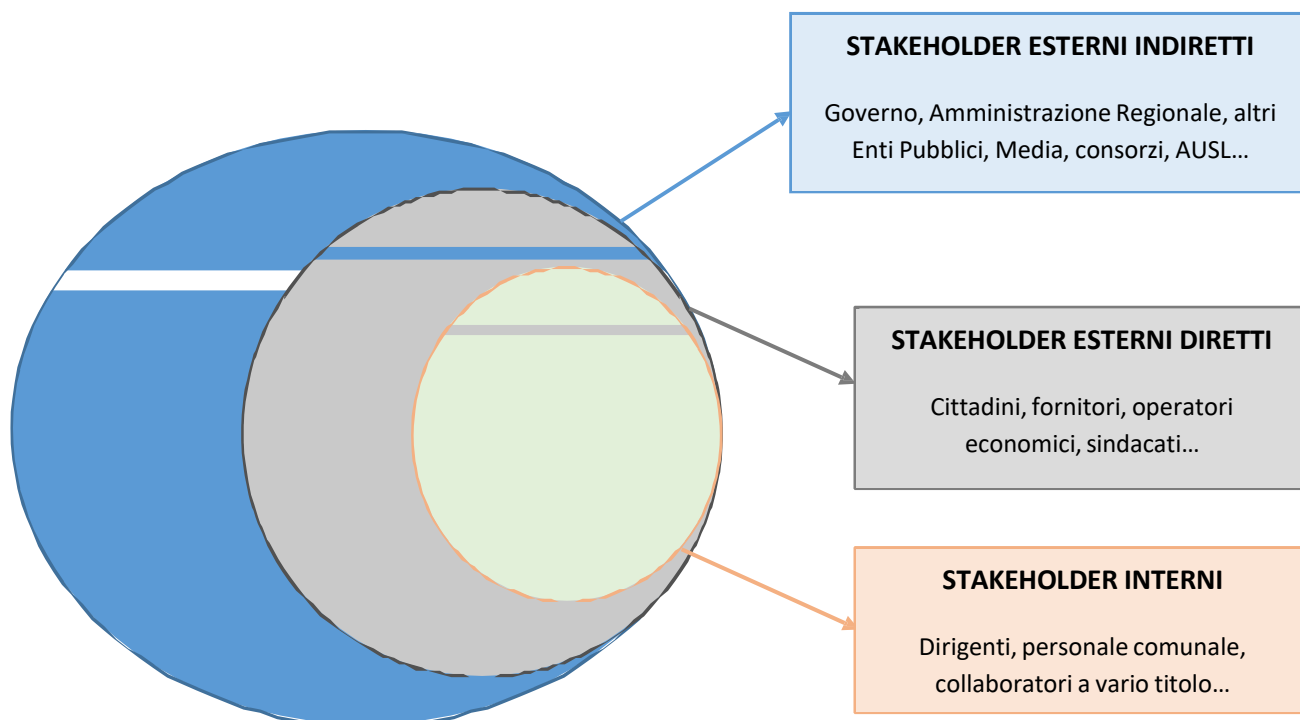 STAKEHOLDER ESTERNI INDIRETTI
Governo, Amministrazione Regionale, altri
Enti Pubblici, Media, consorzi, AUSL…
STAKEHOLDER ESTERNI DIRETTI
Cittadini, fornitori, operatori
economici, sindacati…
STAKEHOLDER INTERNI
Dirigenti, personale comunale,
collaboratori a vario titolo…